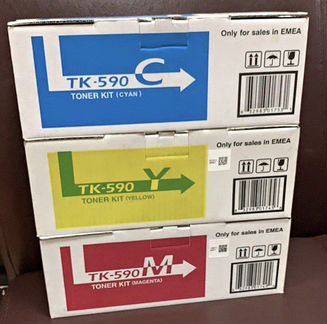 Only for sales in EMEA
C
TK-590
TONER KIT (CYAN)
Only for sales in EMEA
Y
TK-590
TONER KIT (YELLOW)
Only for sales in EMEA
M
TK-590
TONER KIT (MAGENTA)